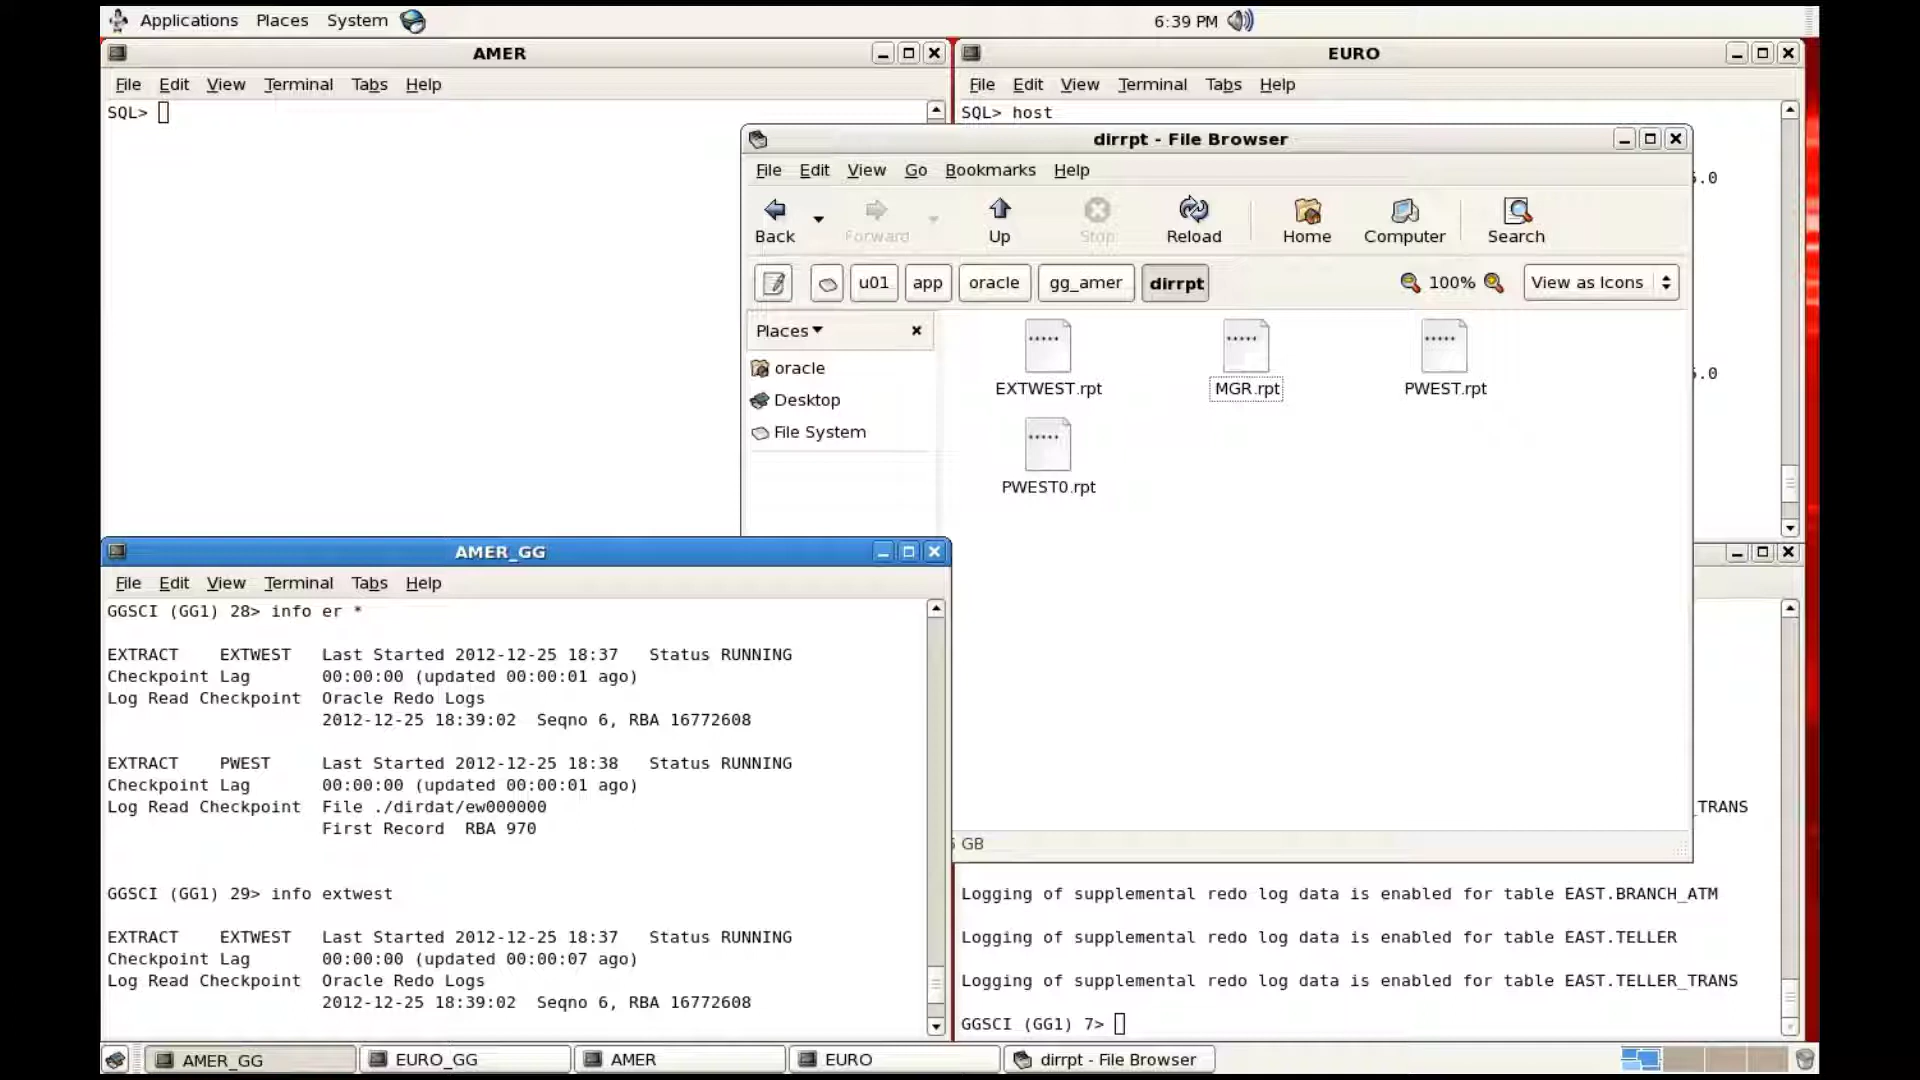 Applications Places System
6:39 PM
AMER
File Edit View Terminal Tabs Help
SQL>
EURO
File Edit View Terminal Tabs Help
SQL> host
5.0
5.0
dirrpt - File Browser
File Edit View Go Bookmarks Help
Back Forward Up Stop Reload Home Computer Search
u01 app oracle gg_amer dirrpt
100%
View as Icons
Places
oracle
Desktop
File System
EXTWEST.rpt
MGR.rpt
PWEST.rpt
PWEST0.rpt
GB
AMER_GG
File Edit View Terminal Tabs Help
GGSCI (GG1) 28> info er *
EXTRACT EXTWEST Last Started 2012-12-25 18:37 Status RUNNING
Checkpoint Lag 00:00:00 (updated 00:00:01 ago)
Log Read Checkpoint Oracle Redo Logs
2012-12-25 18:39:02 Seqno 6, RBA 16772608
EXTRACT PWEST Last Started 2012-12-25 18:38 Status RUNNING
Checkpoint Lag 00:00:00 (updated 00:00:01 ago)
Log Read Checkpoint File ./dirdat/ew000000
First Record RBA 970
GGSCI (GG1) 29> info extwest
EXTRACT EXTWEST Last Started 2012-12-25 18:37 Status RUNNING
Checkpoint Lag 00:00:00 (updated 00:00:07 ago)
Log Read Checkpoint Oracle Redo Logs
2012-12-25 18:39:02 Seqno 6, RBA 16772608
_TRANS
Logging of supplemental redo log data is enabled for table EAST.BRANCH_ATM
Logging of supplemental redo log data is enabled for table EAST.TELLER
Logging of supplemental redo log data is enabled for table EAST.TELLER_TRANS
GGSCI (GG1) 7>
AMER_GG
EURO_GG
AMER
EURO
dirrpt - File Browser